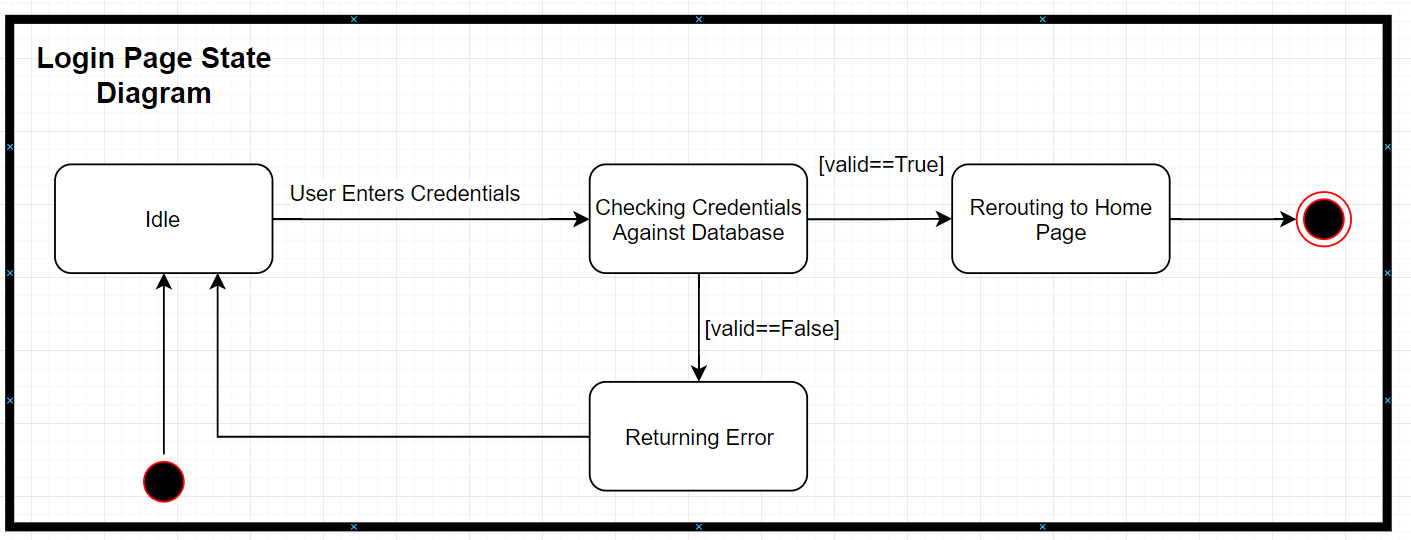 Login Page State
Diagram
Idle
User Enters Credentials
Checking Credentials
Against Database
[valid==True]
Rerouting to Home
Page
[valid==False]
Returning Error